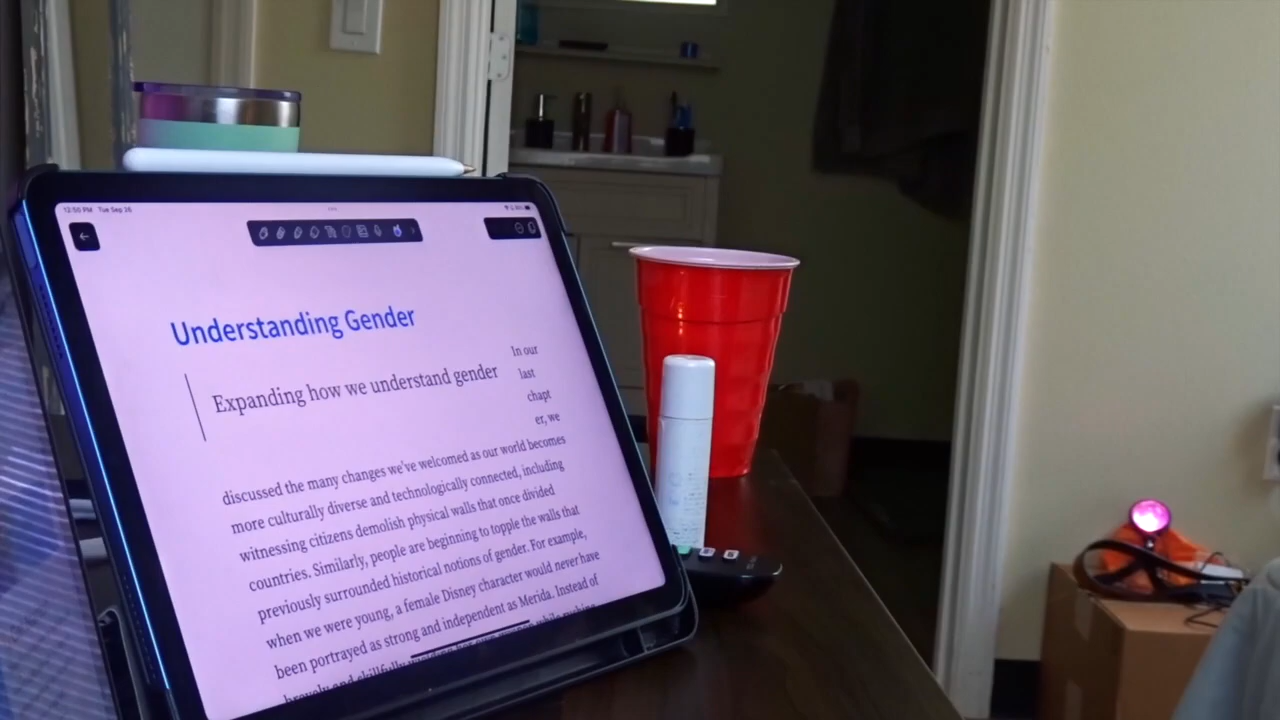 12:50 PM Tue Sep 26
Understanding Gender
Expanding how we understand gender
In our
last
chapt
er, we
discussed the many changes we've welcomed as our world becomes
more culturally diverse and technologically connected, including
witnessing citizens demolish physical walls that once divided
countries. Similarly, people are beginning to topple the walls that
previously surrounded historical notions of gender. For example,
when we were young, a female Disney character would never have
been portrayed as strong and independent as Merida. Instead of
bravely and skillfully